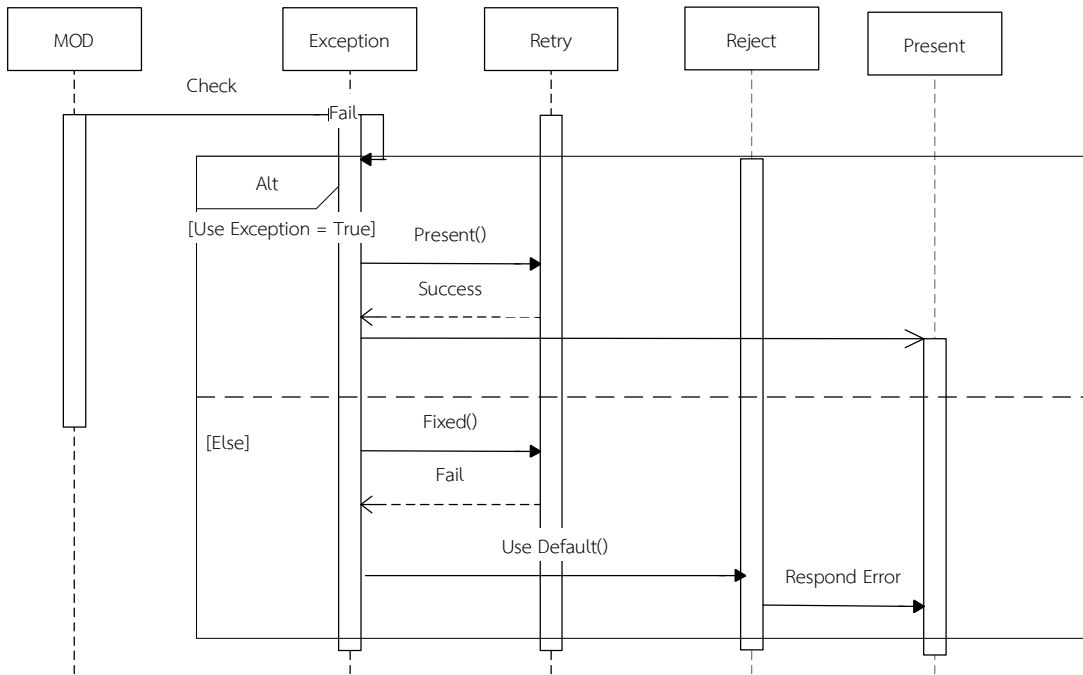 MOD
Exception
Retry
Reject
Present
Check
Fail
Alt
[Use Exception = True]
Present()
Success
Fixed()
[Else]
Fail
Use Default()
Respond Error